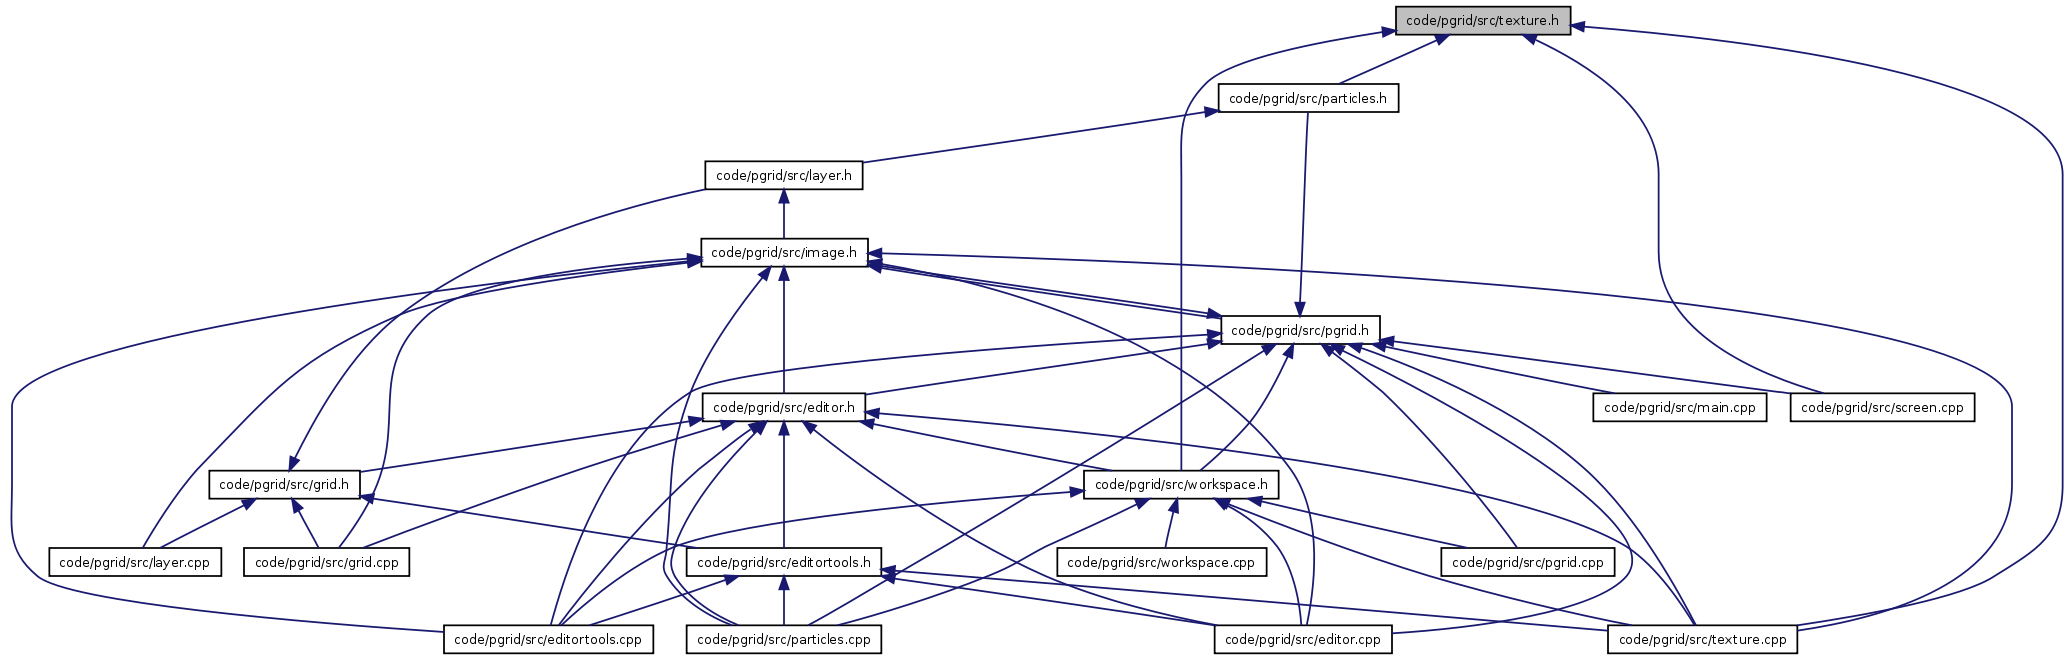 code/pgrid/src/texture.h
code/pgrid/src/particles.h
code/pgrid/src/layer.h
code/pgrid/src/image.h
code/pgrid/src/pgrid.h
code/pgrid/src/editor.h
code/pgrid/src/main.cpp
code/pgrid/src/screen.cpp
code/pgrid/src/grid.h
code/pgrid/src/workspace.h
code/pgrid/src/layer.cpp
code/pgrid/src/grid.cpp
code/pgrid/src/editortools.h
code/pgrid/src/workspace.cpp
code/pgrid/src/pgrid.cpp
code/pgrid/src/editortools.cpp
code/pgrid/src/particles.cpp
code/pgrid/src/editor.cpp
code/pgrid/src/texture.cpp